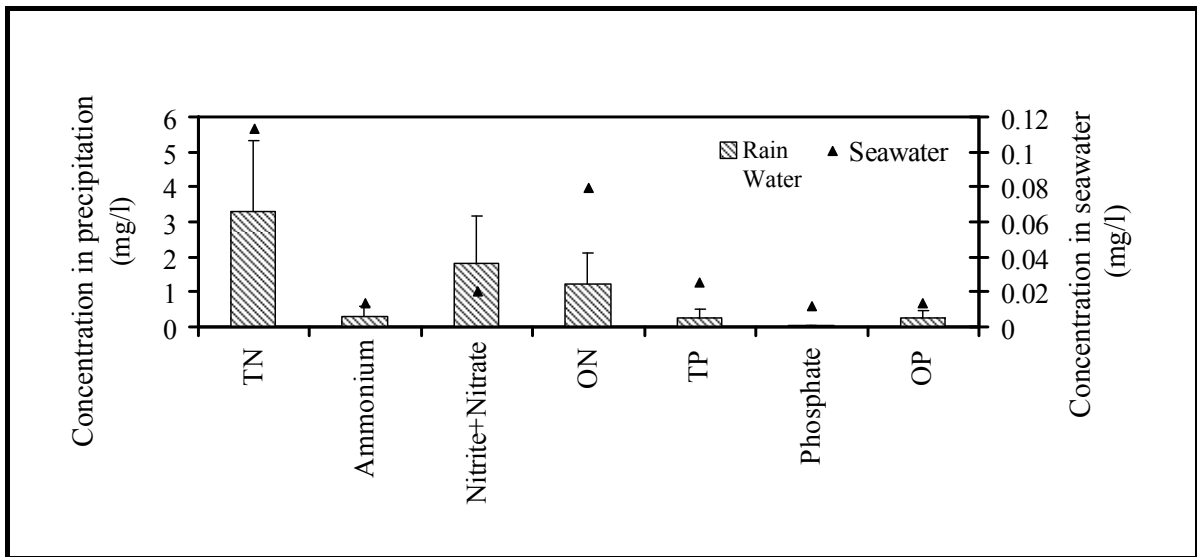 Concentration in precipitation
(mg/l)
6
5
4
3
2
1
0
Rain
Water
Seawater
0.12
0.1
0.08
0.06
0.04
0.02
0
Concentration in seawater
(mg/l)
TN
Ammonium
Nitrite+Nitrate
ON
TP
Phosphate
OP